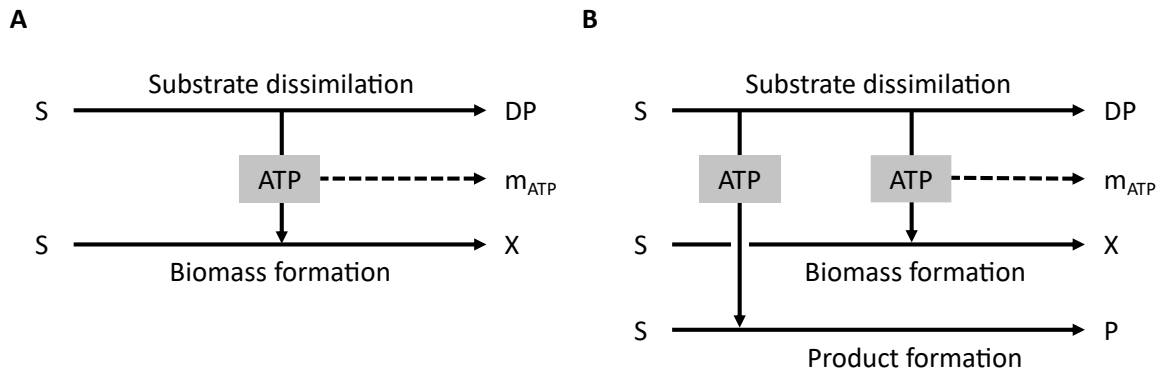 A
Substrate dissimilation
S DP
ATP m_ATP
S X
Biomass formation
B
Substrate dissimilation
S DP
ATP ATP m_ATP
S X
Biomass formation
S P
Product formation